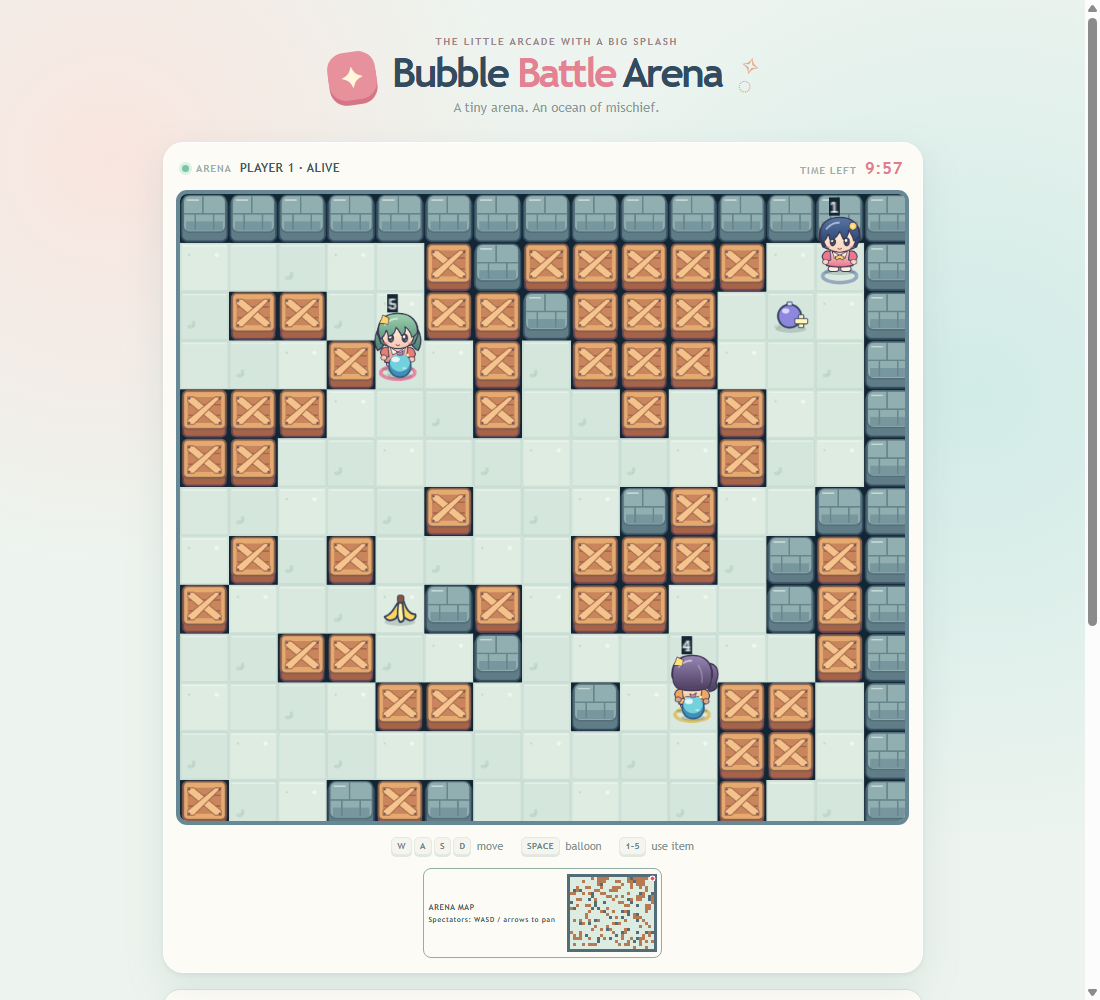 THE LITTLE ARCADE WITH A BIG SPLASH
Bubble Battle Arena
A tiny arena. An ocean of mischief.
ARENA PLAYER 1 · ALIVE
TIME LEFT 9:57
1
5
4
W A S D move SPACE balloon 1-5 use item
ARENA MAP
Spectators: WASD / arrows to pan